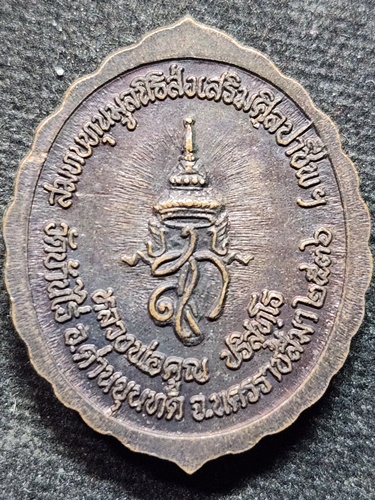 สมทบทุนมูลนิธิส่งเสริมศิลปาชีพฯ
สก
หลวงพ่อคูณ ปริสุทฺโธ
วัดบ้านไร่ อ.ด่านขุนทด จ.นครราชสีมา ๒๕๓๖